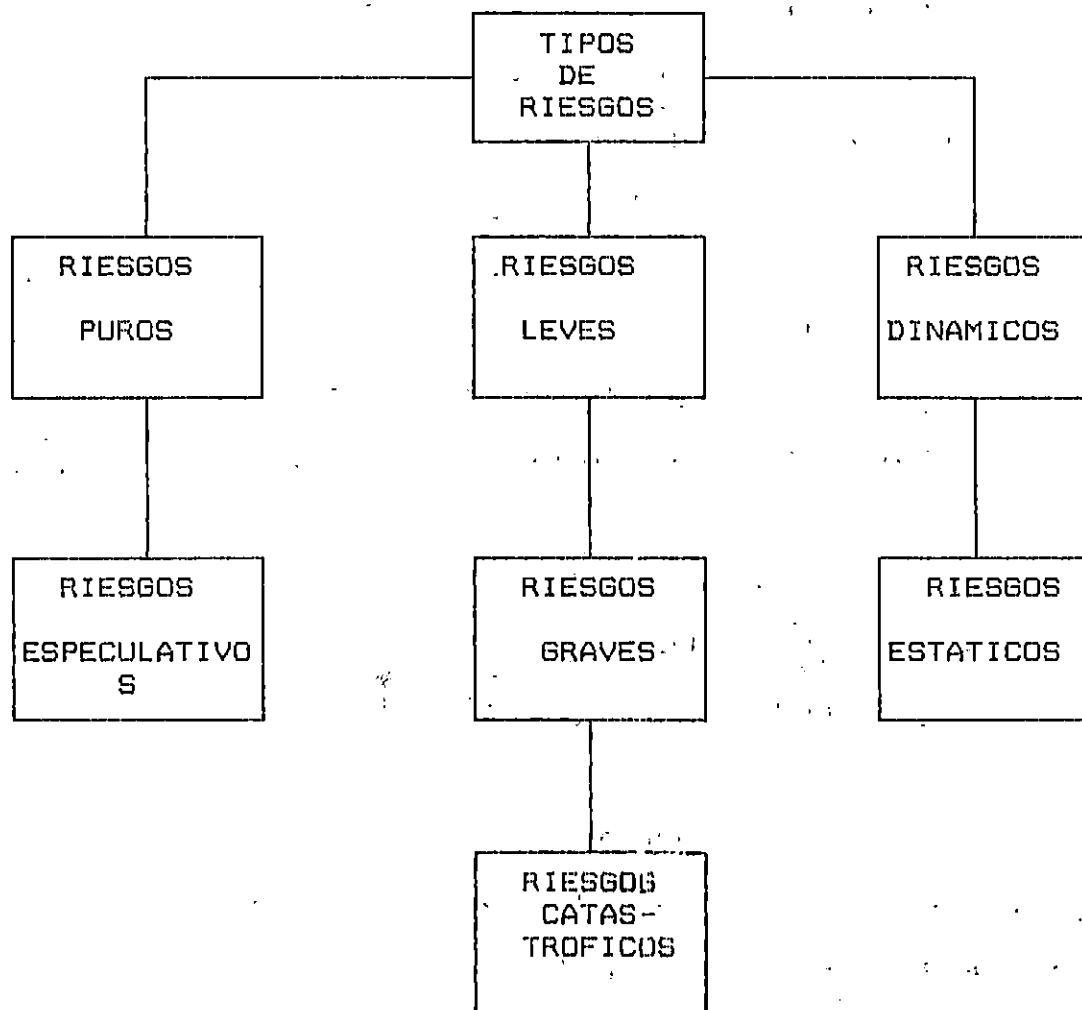 TIPOS
DE
RIESGOS
RIESGOS
PUROS
RIESGOS
LEVES
RIESGOS
DINAMICOS
RIESGOS
ESPECULATIVO
S
RIESGOS
GRAVES
RIESGOS
ESTATICOS
RIESGOS
CATAS-
TROFICOS